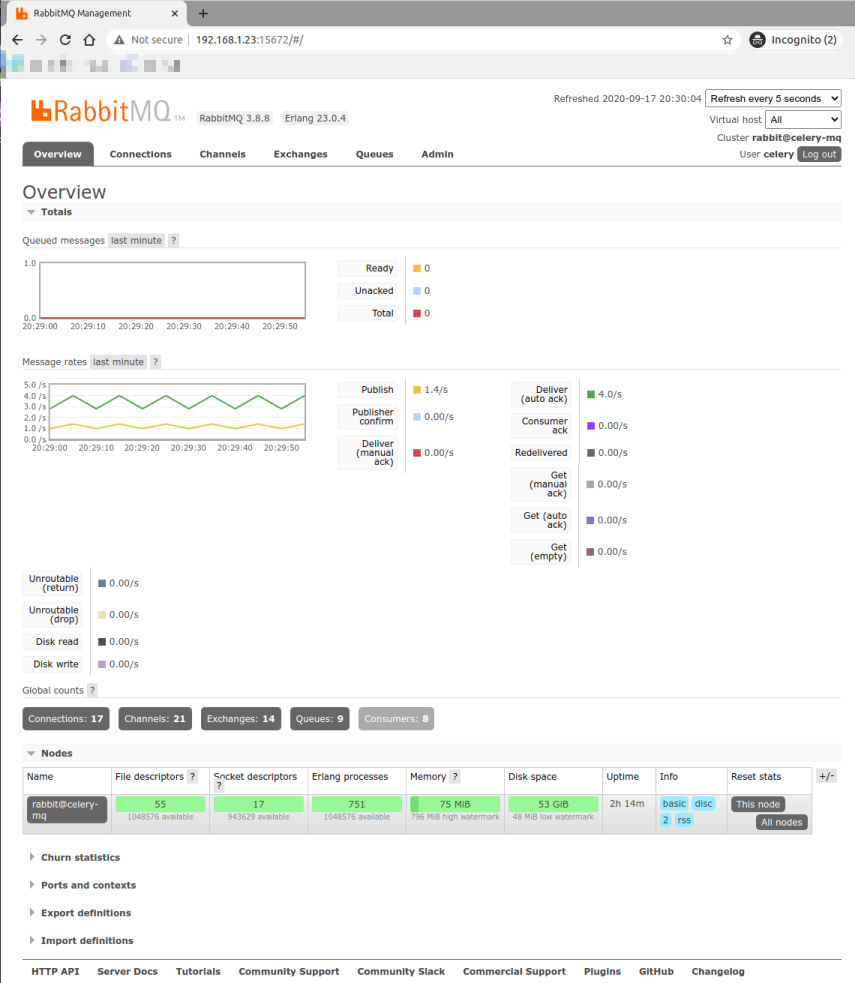 RabbitMQ Management
Not secure
192.168.1.23:15672/#/
Incognito (2)
RabbitMQ TM
RabbitMQ 3.8.8
Erlang 23.0.4
Refreshed 2020-09-17 20:30:04
Refresh every 5 seconds
Virtual host
All
Cluster rabbit@celery-mq
User celery
Log out
Overview
Connections
Channels
Exchanges
Queues
Admin
Overview
Totals
Queued messages last minute ?
1.0
0.0
20:29:00 20:29:10 20:29:20 20:29:30 20:29:40 20:29:50
Ready 0
Unacked 0
Total 0
Message rates last minute ?
5.0 /s
4.0 /s
3.0 /s
2.0 /s
1.0 /s
0.0 /s
20:29:00 20:29:10 20:29:20 20:29:30 20:29:40 20:29:50
Publish 1.4/s
Publisher
confirm 0.00/s
Deliver
(manual
ack) 0.00/s
Deliver
(auto ack) 4.0/s
Consumer
ack 0.00/s
Redelivered 0.00/s
Get
(manual
ack) 0.00/s
Get (auto
ack) 0.00/s
Get
(empty) 0.00/s
Unroutable
(return) 0.00/s
Unroutable
(drop) 0.00/s
Disk read 0.00/s
Disk write 0.00/s
Global counts ?
Connections: 17
Channels: 21
Exchanges: 14
Queues: 9
Consumers: 8
Nodes
Name
File descriptors ?
Socket descriptors
?
Erlang processes
Memory ?
Disk space
Uptime
Info
Reset stats
+/-
rabbit@celery-
mq
55
1048576 available
17
943629 available
751
1048576 available
75 MiB
796 MiB high watermark
53 GiB
48 MiB low watermark
2h 14m
basic disc
2 rss
This node
All nodes
Churn statistics
Ports and contexts
Export definitions
Import definitions
HTTP API
Server Docs
Tutorials
Community Support
Community Slack
Commercial Support
Plugins
GitHub
Changelog